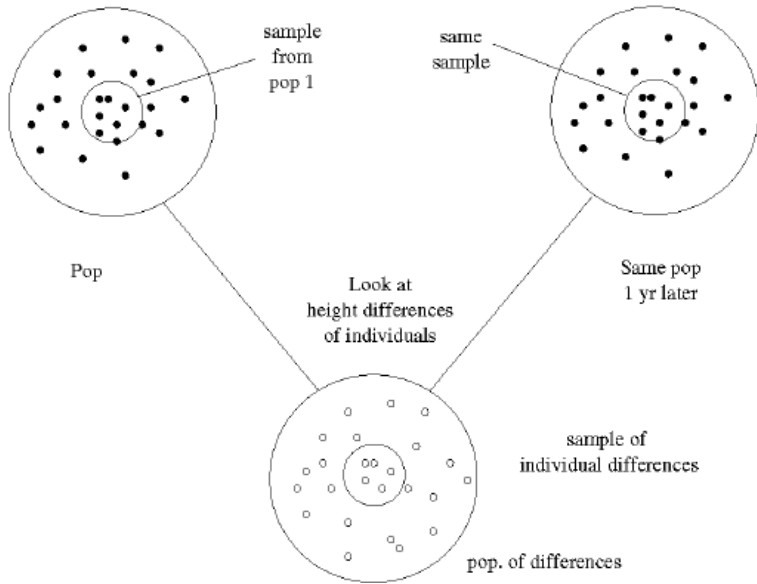 sample
from
pop 1
same
sample
Pop
Same pop
1 yr later
Look at
height differences
of individuals
sample of
individual differences
pop. of differences